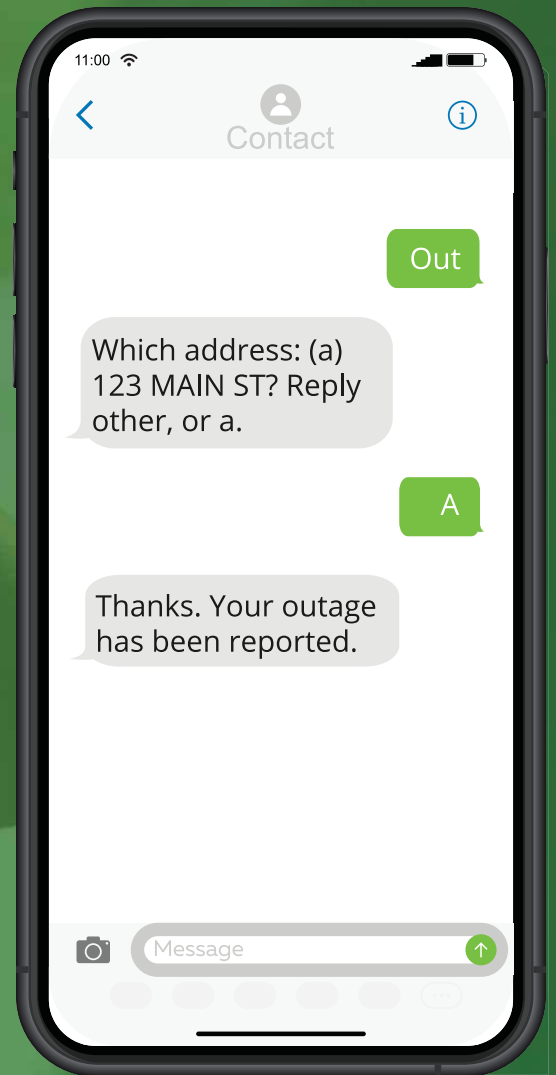 11:00
Contact
Out
Which address: (a)
123 MAIN ST? Reply
other, or a.
A
Thanks. Your outage
has been reported.
Message